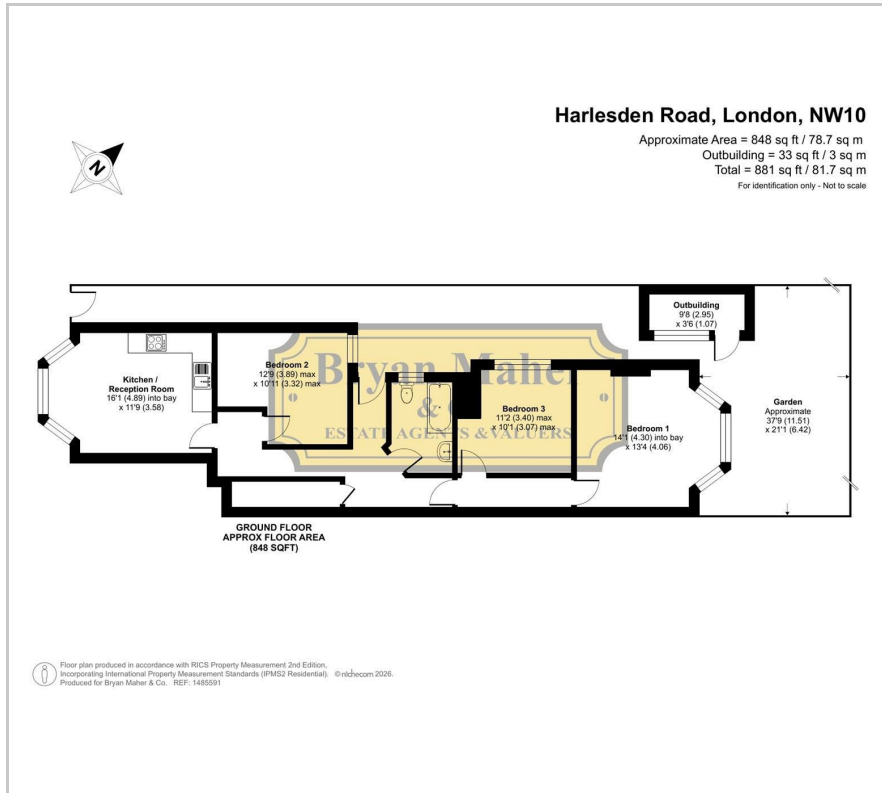 Harlesden Road, London, NW10
Approximate Area = 848 sq ft / 78.7 sq m
Outbuilding = 33 sq ft / 3 sq m
Total = 881 sq ft / 81.7 sq m
For identification only - Not to scale
N
Outbuilding
9'8 (2.95)
x 3'6 (1.07)
Kitchen /
Reception Room
16'1 (4.89) into bay
x 11'9 (3.58)
Bedroom 2
12'9 (3.89) max
x 10'11 (3.32) max
Bryan Maher
& Co.
ESTATE AGENTS & VALUERS
Bedroom 3
11'2 (3.40) max
x 10'1 (3.07) max
Bedroom 1
14'1 (4.30) into bay
x 13'4 (4.06)
Garden
Approximate
37'9 (11.51)
x 21'1 (6.42)
GROUND FLOOR
APPROX FLOOR AREA
(848 SQFT)
Floor plan produced in accordance with RICS Property Measurement 2nd Edition,
Incorporating International Property Measurement Standards (IPMS2 Residential). © nichecom 2026.
Produced for Bryan Maher & Co. REF: 1485591